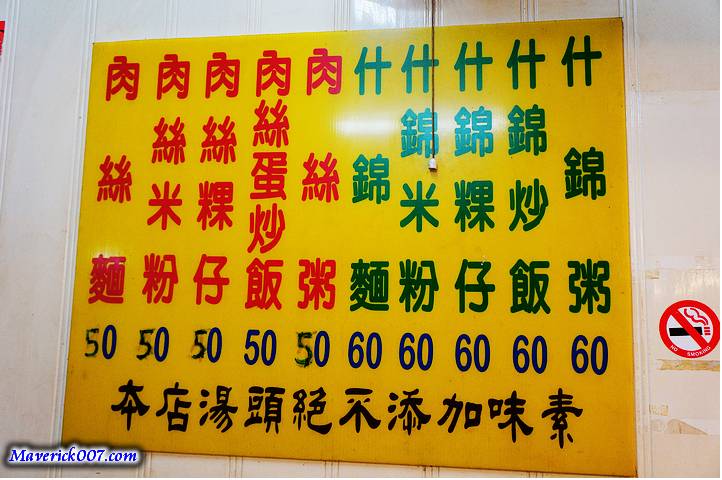 肉絲麵 50
肉絲米粉 50
肉絲粿仔 50
肉絲蛋炒飯 50
肉絲粥 50
什錦麵 60
什錦米粉 60
什錦粿仔 60
什錦炒飯 60
什錦粥 60
本店湯頭絕不添加味素
NO SMOKING
Maverick007.com